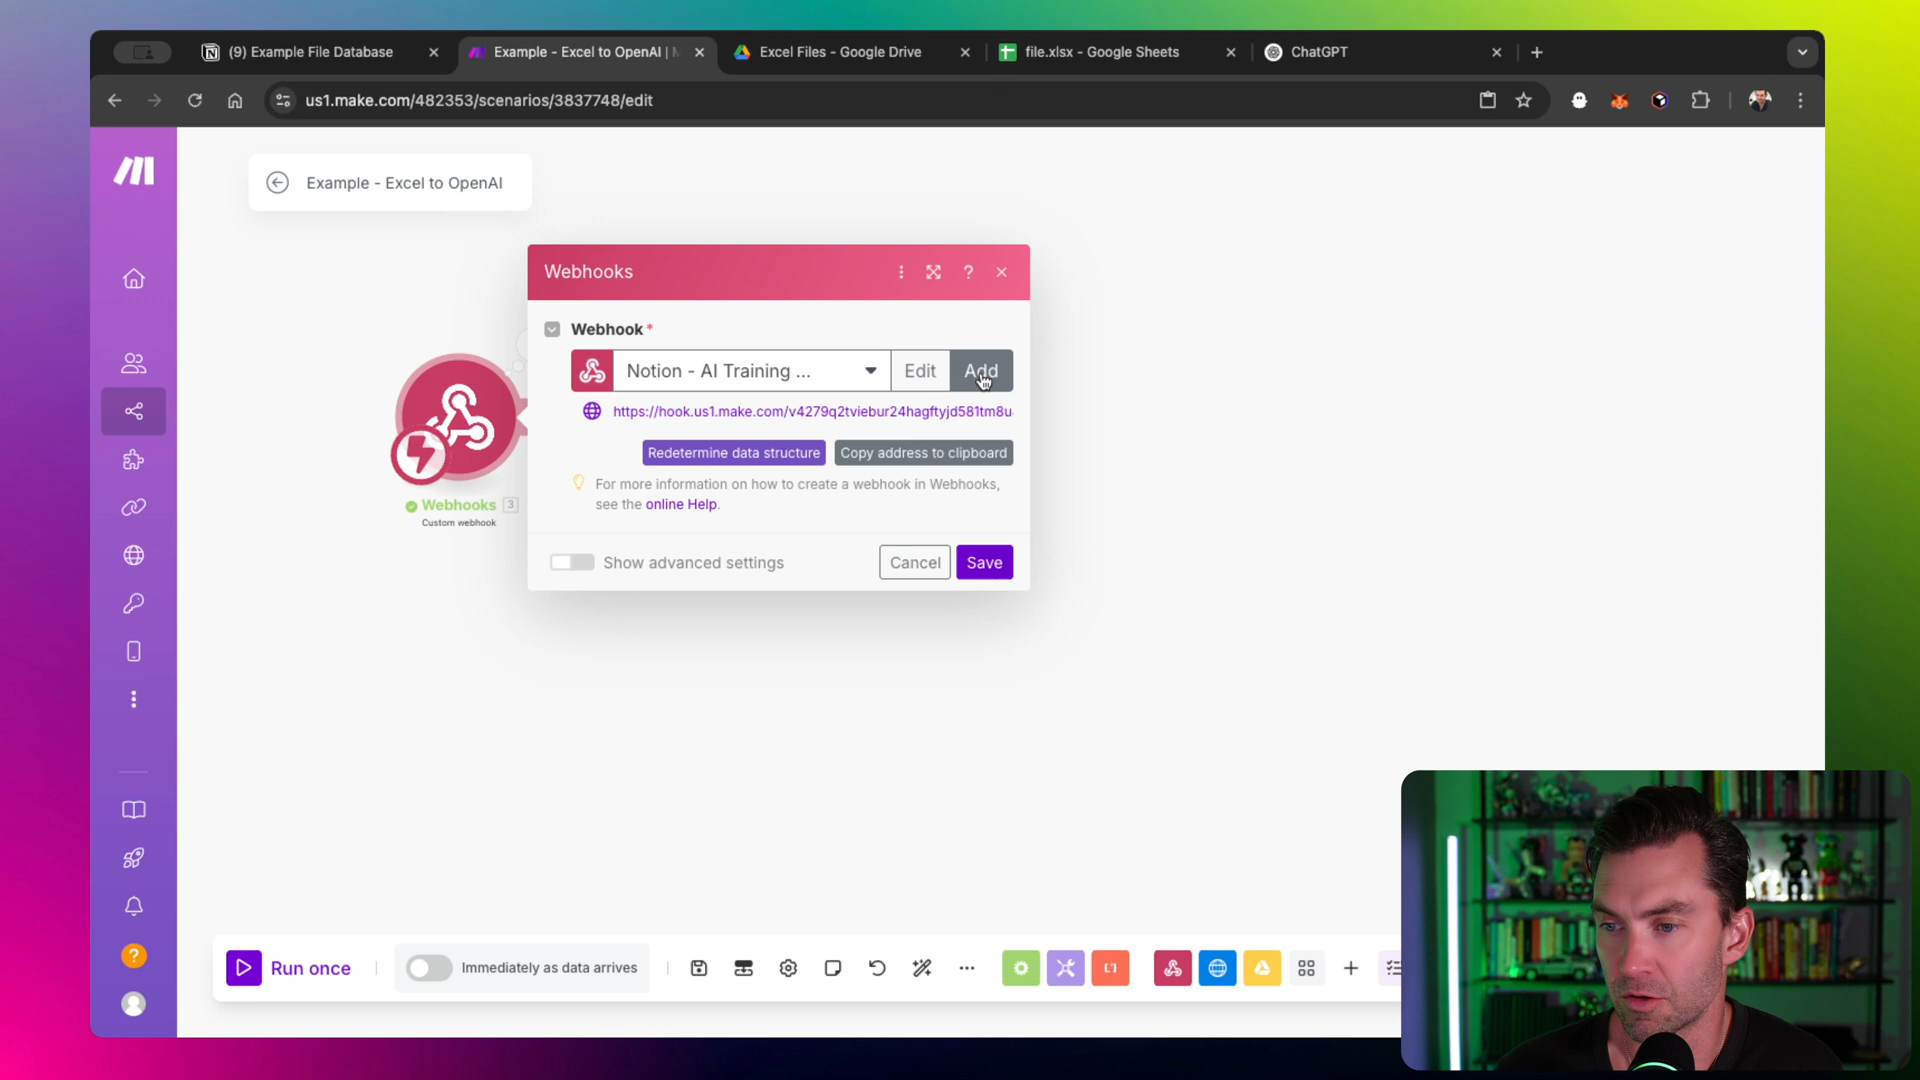 (9) Example File Database
Example - Excel to OpenAI | M
Excel Files - Google Drive
file.xlsx - Google Sheets
ChatGPT
us1.make.com/482353/scenarios/3837748/edit
Example - Excel to OpenAI
Webhooks
?
Webhook *
Notion - AI Training ...
Edit
Add
https://hook.us1.make.com/v4279q2tviebur24hagftyjd581tm8u
Redetermine data structure
Copy address to clipboard
For more information on how to create a webhook in Webhooks,
see the online Help.
Show advanced settings
Cancel
Save
Webhooks 3
Custom webhook
?
Run once
Immediately as data arrives